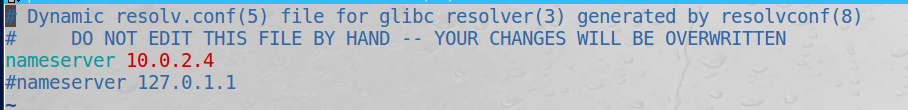 # Dynamic resolv.conf(5) file for glibc resolver(3) generated by resolvconf(8)
#     DO NOT EDIT THIS FILE BY HAND -- YOUR CHANGES WILL BE OVERWRITTEN
nameserver 10.0.2.4
#nameserver 127.0.1.1
~